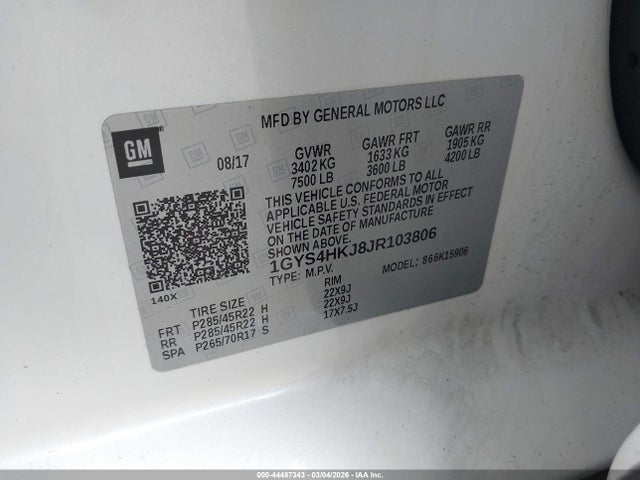 MFD BY GENERAL MOTORS LLC
GM
08/17
GVWR GAWR FRT GAWR RR
3402 KG 1633 KG 1905 KG
7500 LB 3600 LB 4200 LB
THIS VEHICLE CONFORMS TO ALL
APPLICABLE U.S. FEDERAL MOTOR
VEHICLE SAFETY STANDARDS IN EFFECT
ON THE DATE OF MANUFACTURE
SHOWN ABOVE.
1GYS4HKJ8JR103806
TYPE: M.P.V. MODEL: 866K15906
140X
TIRE SIZE RIM
FRT P285/45R22 H 22X9J
RR P285/45R22 H 22X9J
SPA P265/70R17 S 17X7.5J
000-44487343 - 03/04/2026 - IAA Inc.